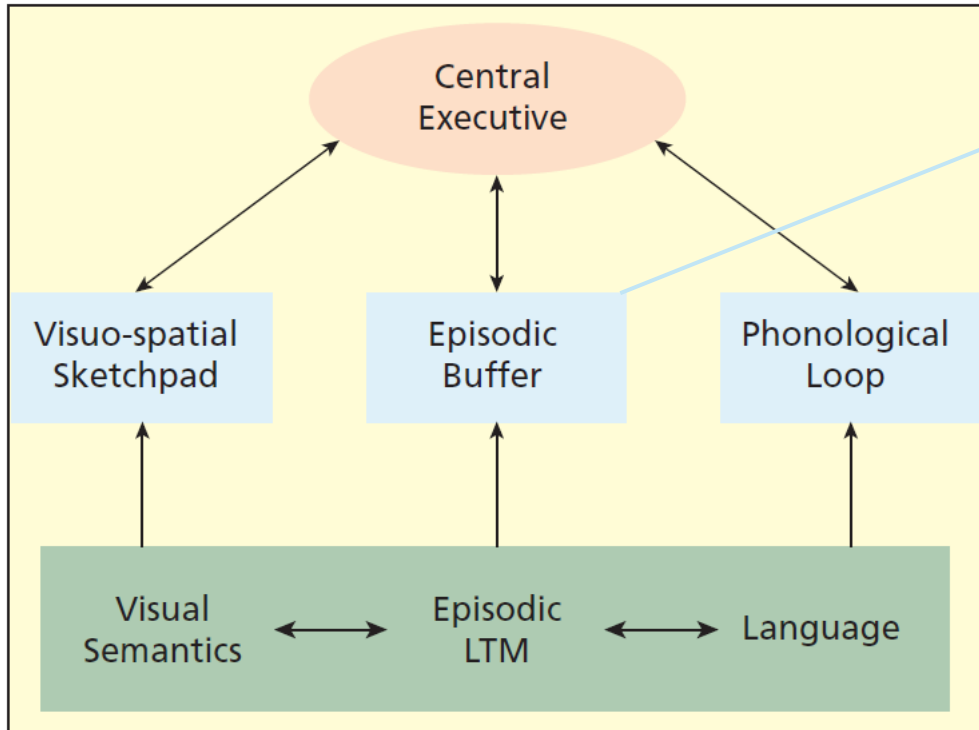 Central
Executive
Visuo-spatial
Sketchpad
Episodic
Buffer
Phonological
Loop
Visual
Semantics
Episodic
LTM
Language